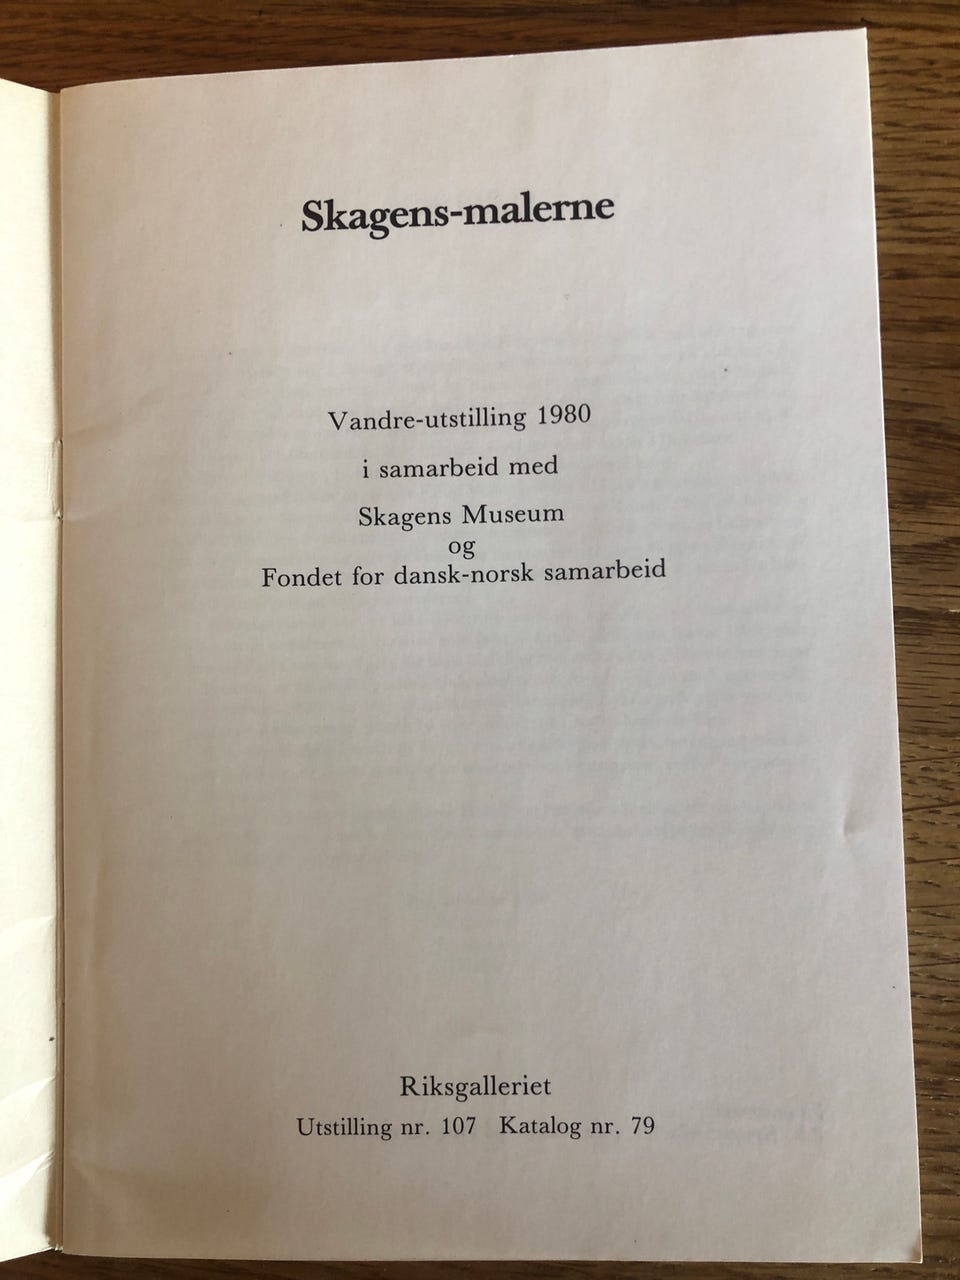 Skagens-malerne
Vandre-utstilling 1980
i samarbeid med
Skagens Museum
og
Fondet for dansk-norsk samarbeid
Riksgalleriet
Utstilling nr. 107 Katalog nr. 79